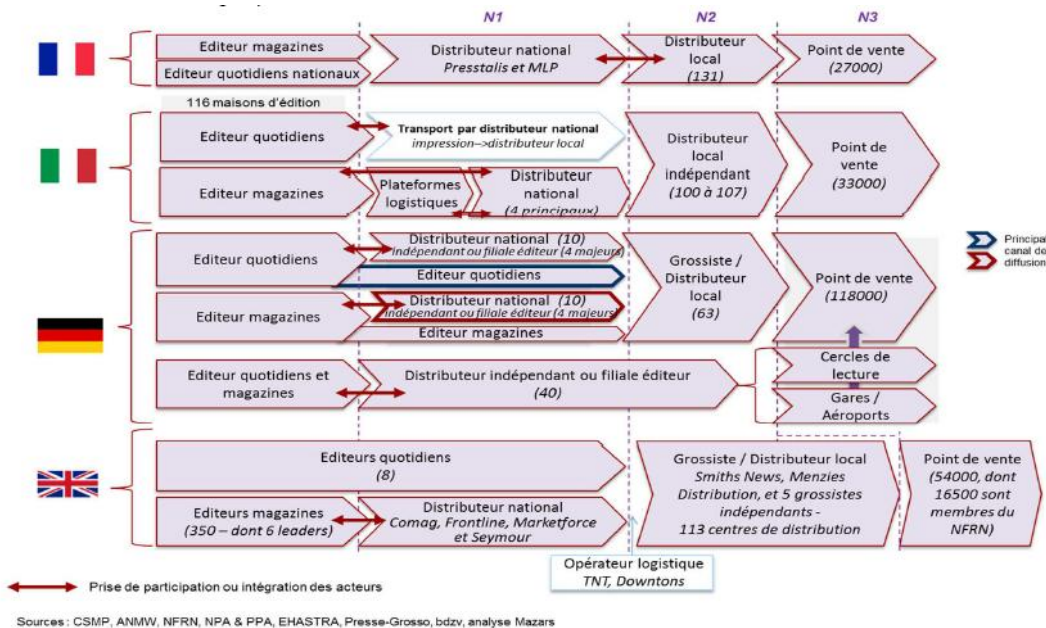 N1
N2
N3
Editeur magazines
Editeur quotidiens nationaux
Distributeur national
Presstalis et MLP
Distributeur
local
(131)
Point de vente
(27000)
116 maisons d'édition
Editeur quotidiens
Transport par distributeur national
impression-->distributeur local
Editeur magazines
Plateformes
logistiques
Distributeur
national
(4 principaux)
Distributeur
local
indépendant
(100 à 107)
Point de
vente
(33000)
Editeur quotidiens
Distributeur national (10)
indépendant ou filiale éditeur (4 majeurs)
Editeur quotidiens
Editeur magazines
Distributeur national (10)
indépendant ou filiale éditeur (4 majeurs)
Editeur magazines
Grossiste /
Distributeur
local
(63)
Point de vente
(118000)
Principal
canal de
diffusion
Editeur quotidiens et
magazines
Distributeur indépendant ou filiale éditeur
(40)
Cercles de
lecture
Gares /
Aéroports
Editeurs quotidiens
(8)
Editeurs magazines
(350 – dont 6 leaders)
Distributeur national
Comag, Frontline, Marketforce
et Seymour
Grossiste / Distributeur local
Smiths News, Menzies
Distribution, et 5 grossistes
indépendants -
113 centres de distribution
Point de vente
(54000, dont
16500 sont
membres du
NFRN)
Opérateur logistique
TNT, Downtons
Prise de participation ou intégration des acteurs
Sources : CSMP, ANMW, NFRN, NPA & PPA, EHASTRA, Presse-Grosso, bdzv, analyse Mazars